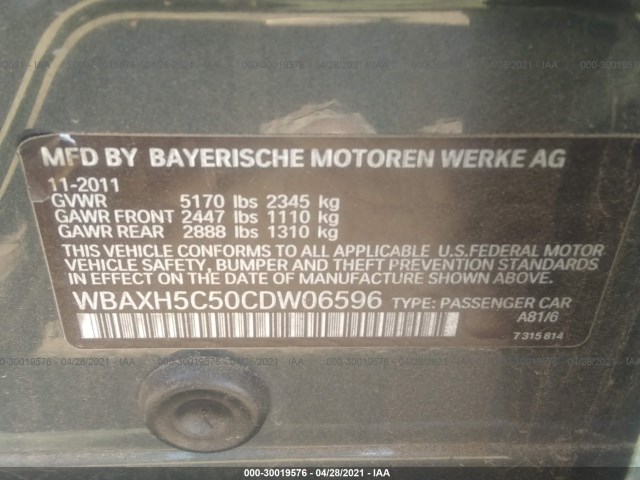 MFD BY BAYERISCHE MOTOREN WERKE AG
11-2011
GVWR 5170 lbs 2345 kg
GAWR FRONT 2447 lbs 1110 kg
GAWR REAR 2888 lbs 1310 kg
THIS VEHICLE CONFORMS TO ALL APPLICABLE U.S.FEDERAL MOTOR
VEHICLE SAFETY, BUMPER, AND THEFT PREVENTION STANDARDS
IN EFFECT ON THE DATE OF MANUFACTURE SHOWN ABOVE.
WBAXH5C50CDW06596 TYPE: PASSENGER CAR
A81/6
7 315 814
000-30019576 - 04/28/2021 - IAA